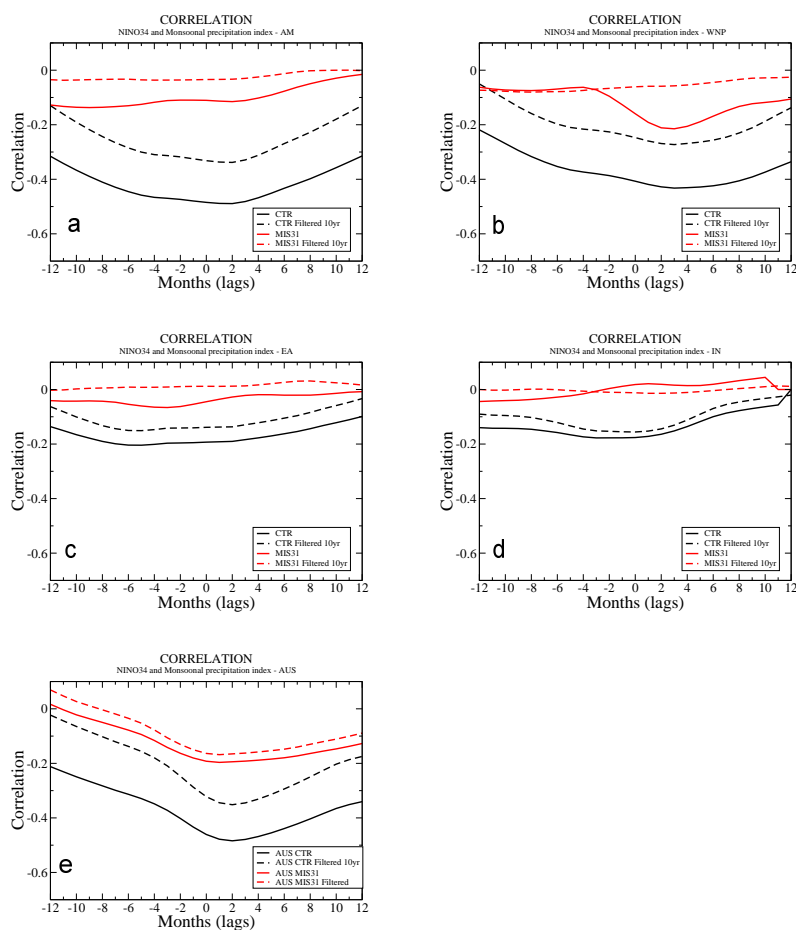 CORRELATION
NINO34 and Monsoonal precipitation index - AM
0
-0.2
-0.4
-0.6
Correlation
a
CTR
CTR Filtered 10yr
MIS31
MIS31 Filtered 10yr
-12 -10 -8 -6 -4 -2 0 2 4 6 8 10 12
Months (lags)
CORRELATION
NINO34 and Monsoonal precipitation index - WNP
0
-0.2
-0.4
-0.6
Correlation
b
CTR
CTR Filtered 10yr
MIS31
MIS31 Filtered 10yr
-12 -10 -8 -6 -4 -2 0 2 4 6 8 10 12
Months (lags)
CORRELATION
NINO34 and Monsoonal precipitation index - EA
0
-0.2
-0.4
-0.6
Correlation
c
CTR
CTR Filtered 10yr
MIS31
MIS31 Filtered 10yr
-12 -10 -8 -6 -4 -2 0 2 4 6 8 10 12
Months (lags)
CORRELATION
NINO34 and Monsoonal precipitation index - IN
0
-0.2
-0.4
-0.6
Correlation
d
CTR
CTR Filtered 10yr
MIS31
MIS31 Filtered 10yr
-12 -10 -8 -6 -4 -2 0 2 4 6 8 10 12
Months (lags)
CORRELATION
NINO34 and Monsoonal precipitation index - AUS
0
-0.2
-0.4
-0.6
Correlation
e
AUS CTR
AUS CTR Filtered 10yr
AUS MIS31
AUS MIS31 Filtered
-12 -10 -8 -6 -4 -2 0 2 4 6 8 10 12
Months (lags)